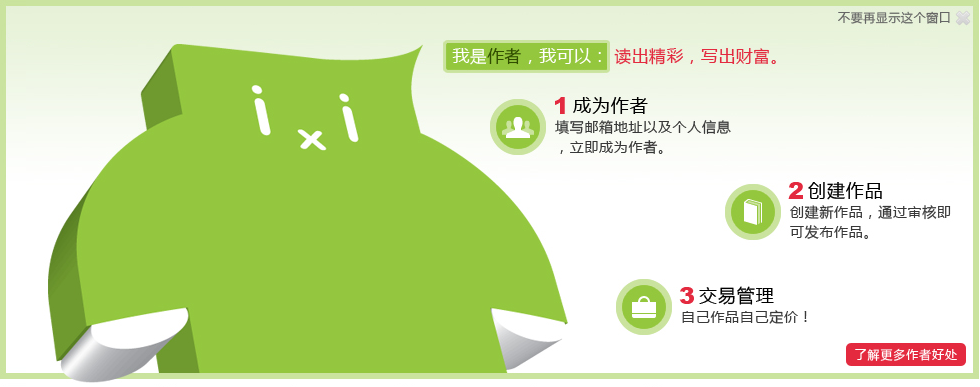 不要再显示这个窗口
我是作者，我可以： 读出精彩，写出财富。
1 成为作者
填写邮箱地址以及个人信息
，立即成为作者。
2 创建作品
创建新作品，通过审核即
可发布作品。
3 交易管理
自己作品自己定价！
了解更多作者好处
ixi